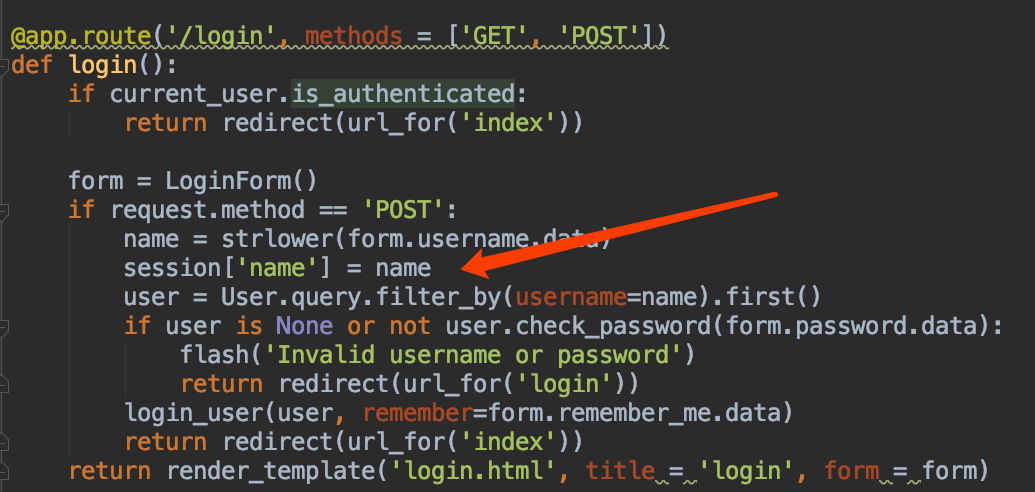 @app.route('/login', methods = ['GET', 'POST'])
def login():
    if current_user.is_authenticated:
        return redirect(url_for('index'))

    form = LoginForm()
    if request.method == 'POST':
        name = strlower(form.username.data)
        session['name'] = name
        user = User.query.filter_by(username=name).first()
        if user is None or not user.check_password(form.password.data):
            flash('Invalid username or password')
            return redirect(url_for('login'))
        login_user(user, remember=form.remember_me.data)
        return redirect(url_for('index'))
    return render_template('login.html', title = 'login', form = form)